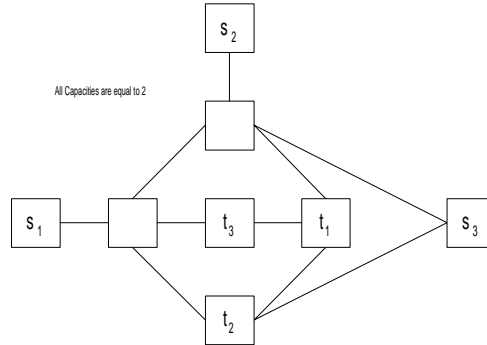 s2
All Capacities are equal to 2
s1
t3
t1
s3
t2